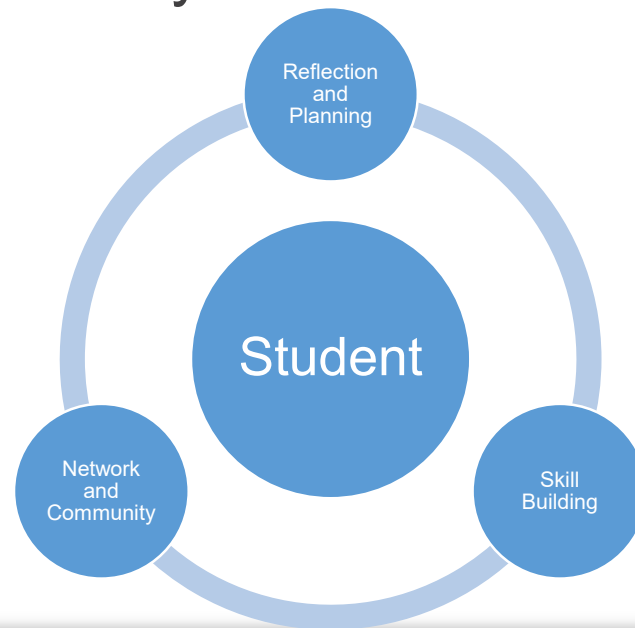 Reflection
and
Planning
Student
Network
and
Community
Skill
Building